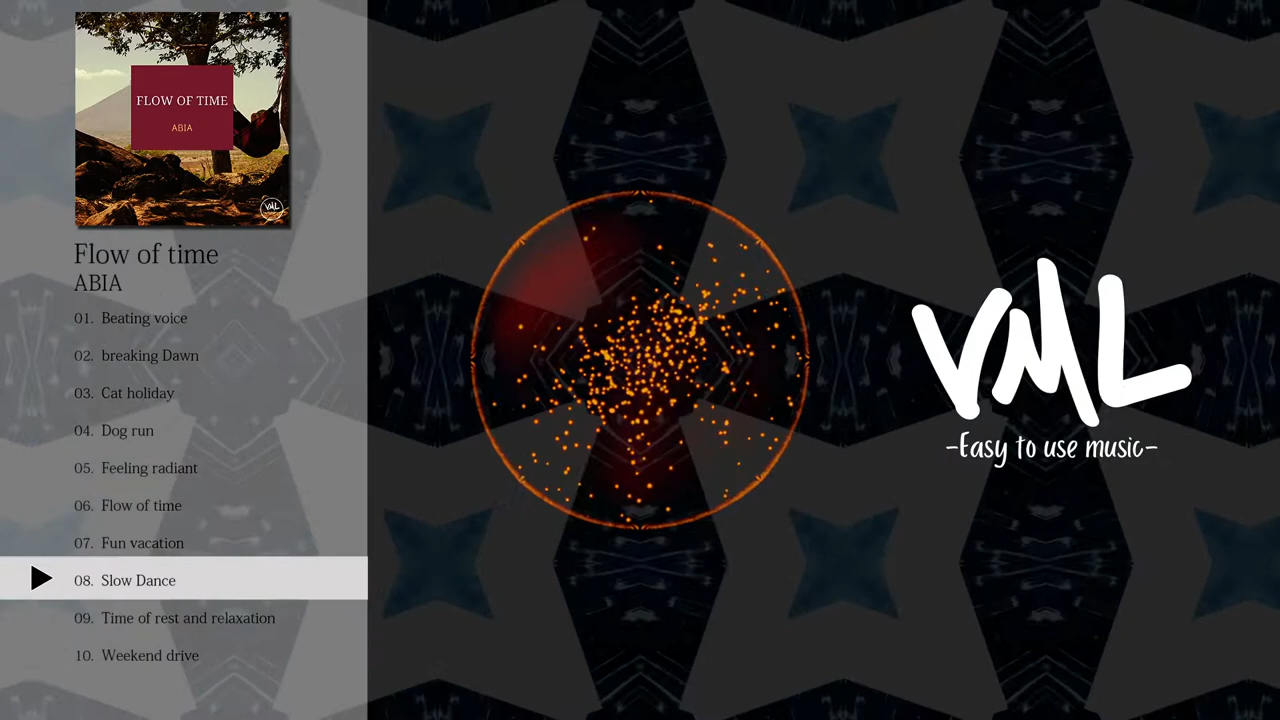 FLOW OF TIME
ABIA
VML
Flow of time
ABIA
01. Beating voice
02. breaking Dawn
03. Cat holiday
04. Dog run
05. Feeling radiant
06. Flow of time
07. Fun vacation
08. Slow Dance
09. Time of rest and relaxation
10. Weekend drive
VML
-Easy to use music-